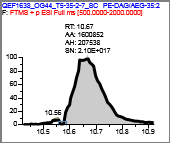 QEF1638_OG44_T5-35-2-7_SC PE-DAG/AEG-35:2
F: FTMS + p ESI Full ms [500.0000-2000.0000]
RT: 10.67
AA: 1600852
AH: 207538
SN: 2.10E+017
100
80
60
40
20
0
10.56
10.5 10.6 10.7 10.8 10.9